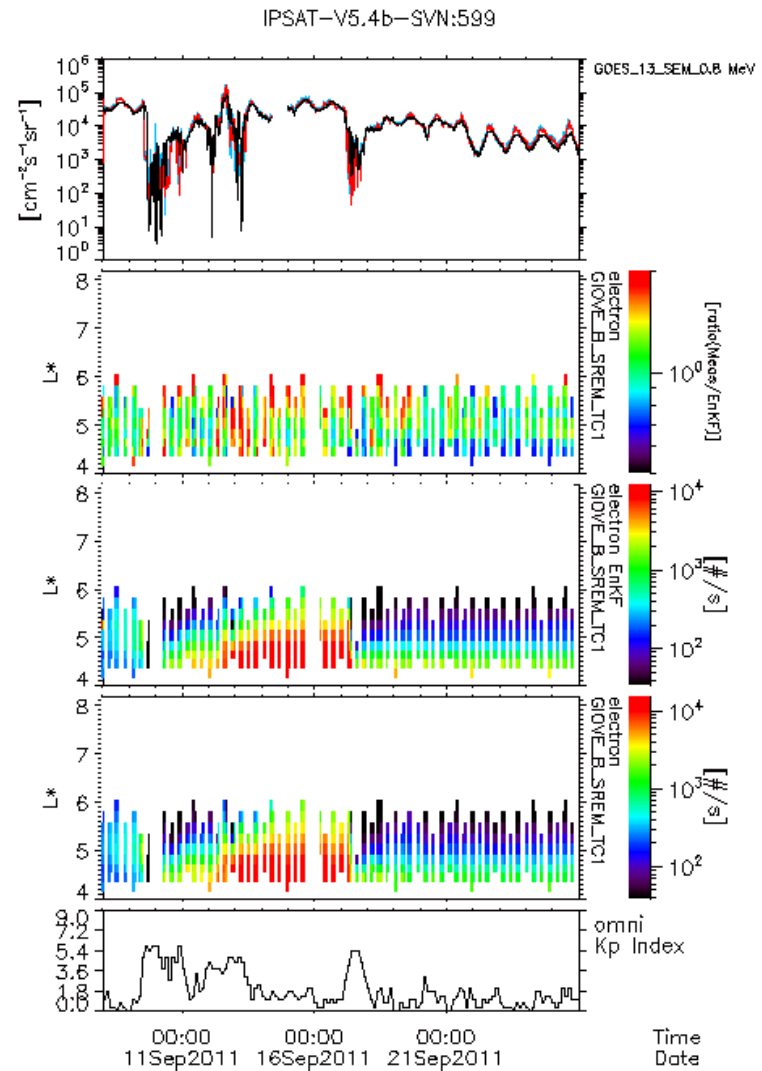 IPSAT-V5.4b-SVN:599
GOES_13_SEM_0.8 MeV
[cm⁻²s⁻¹sr⁻¹]
10⁶
10⁵
10⁴
10³
10²
10¹
10⁰
L*
8
7
6
5
4
electron
GIOVE_B_SREM_TC1
10⁰
[ratio(Meas/EnKF)]
L*
8
7
6
5
4
electron EnKF
GIOVE_B_SREM_TC1
10⁴
10³
10²
[#/s]
L*
8
7
6
5
4
electron
GIOVE_B_SREM_TC1
10⁴
10³
10²
[#/s]
9.0
7.2
5.4
3.6
1.8
0.0
omni
Kp Index
00:00 00:00 00:00 Time
11Sep2011 16Sep2011 21Sep2011 Date